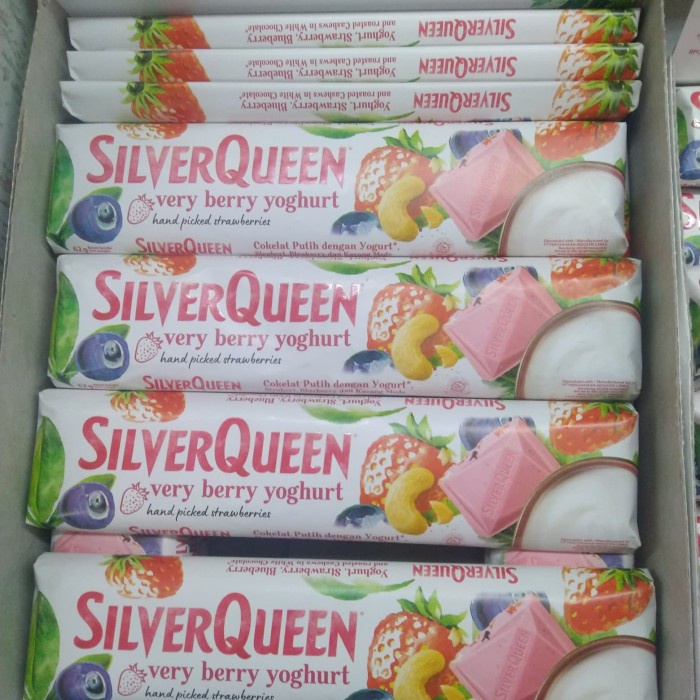 Yoghurt, Strawberry, Blueberry
and roasted Cashews in White Chocolate
SILVERQUEEN
Yoghurt, Strawberry, Blueberry
and roasted Cashews in White Chocolate
SILVERQUEEN
Yoghurt, Strawberry, Blueberry
and roasted Cashews in White Chocolate
SILVERQUEEN
SILVERQUEEN
very berry yoghurt
hand picked strawberries
62 g
SILVERQUEEN
Cokelat Putih dengan Yogurt*,
SILVERQUEEN
very berry yoghurt
hand picked strawberries
62 g
SILVERQUEEN
Cokelat Putih dengan Yogurt*,
Yoghurt, Strawberry, Blueberry
SILVERQUEEN
SILVERQUEEN
very berry yoghurt
hand picked strawberries
SILVERQUEEN
Cokelat Putih dengan Yogurt*,
Yoghurt, Strawberry, Blueberry
and roasted Cashews in White Chocolate
SILVERQUEEN
SILVERQUEEN
very berry yoghurt
hand picked strawberries